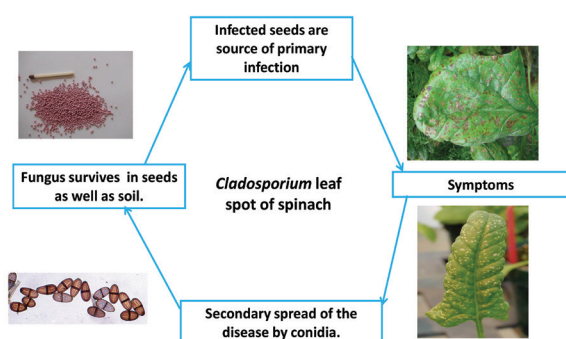 Infected seeds are
source of primary
infection
Fungus survives in seeds
as well as soil.
Cladosporium leaf
spot of spinach
Symptoms
Secondary spread of the
disease by conidia.